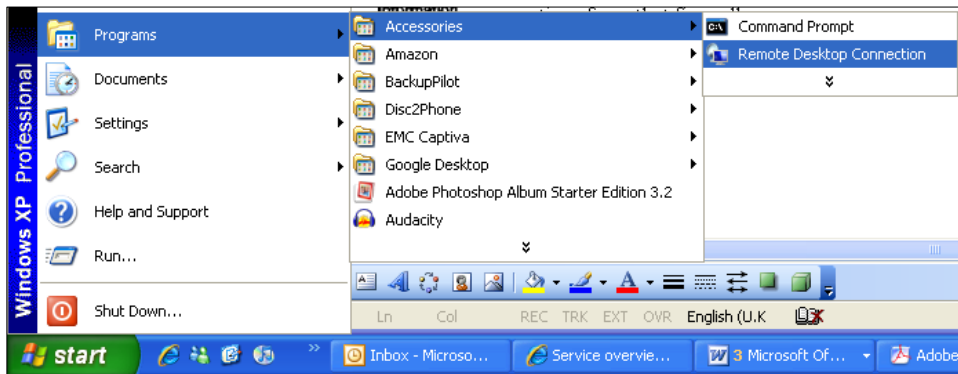 Accessories
Command Prompt
Programs
Amazon
Remote Desktop Connection
Documents
BackupPilot
Disc2Phone
Settings
EMC Captiva
Search
Google Desktop
Adobe Photoshop Album Starter Edition 3.2
Help and Support
Audacity
Run...
Shut Down...
Windows XP Professional
Ln Col REC TRK EXT OVR English (U.K
start
Inbox - Microso...
Service overvie...
3 Microsoft Of...
Adobe